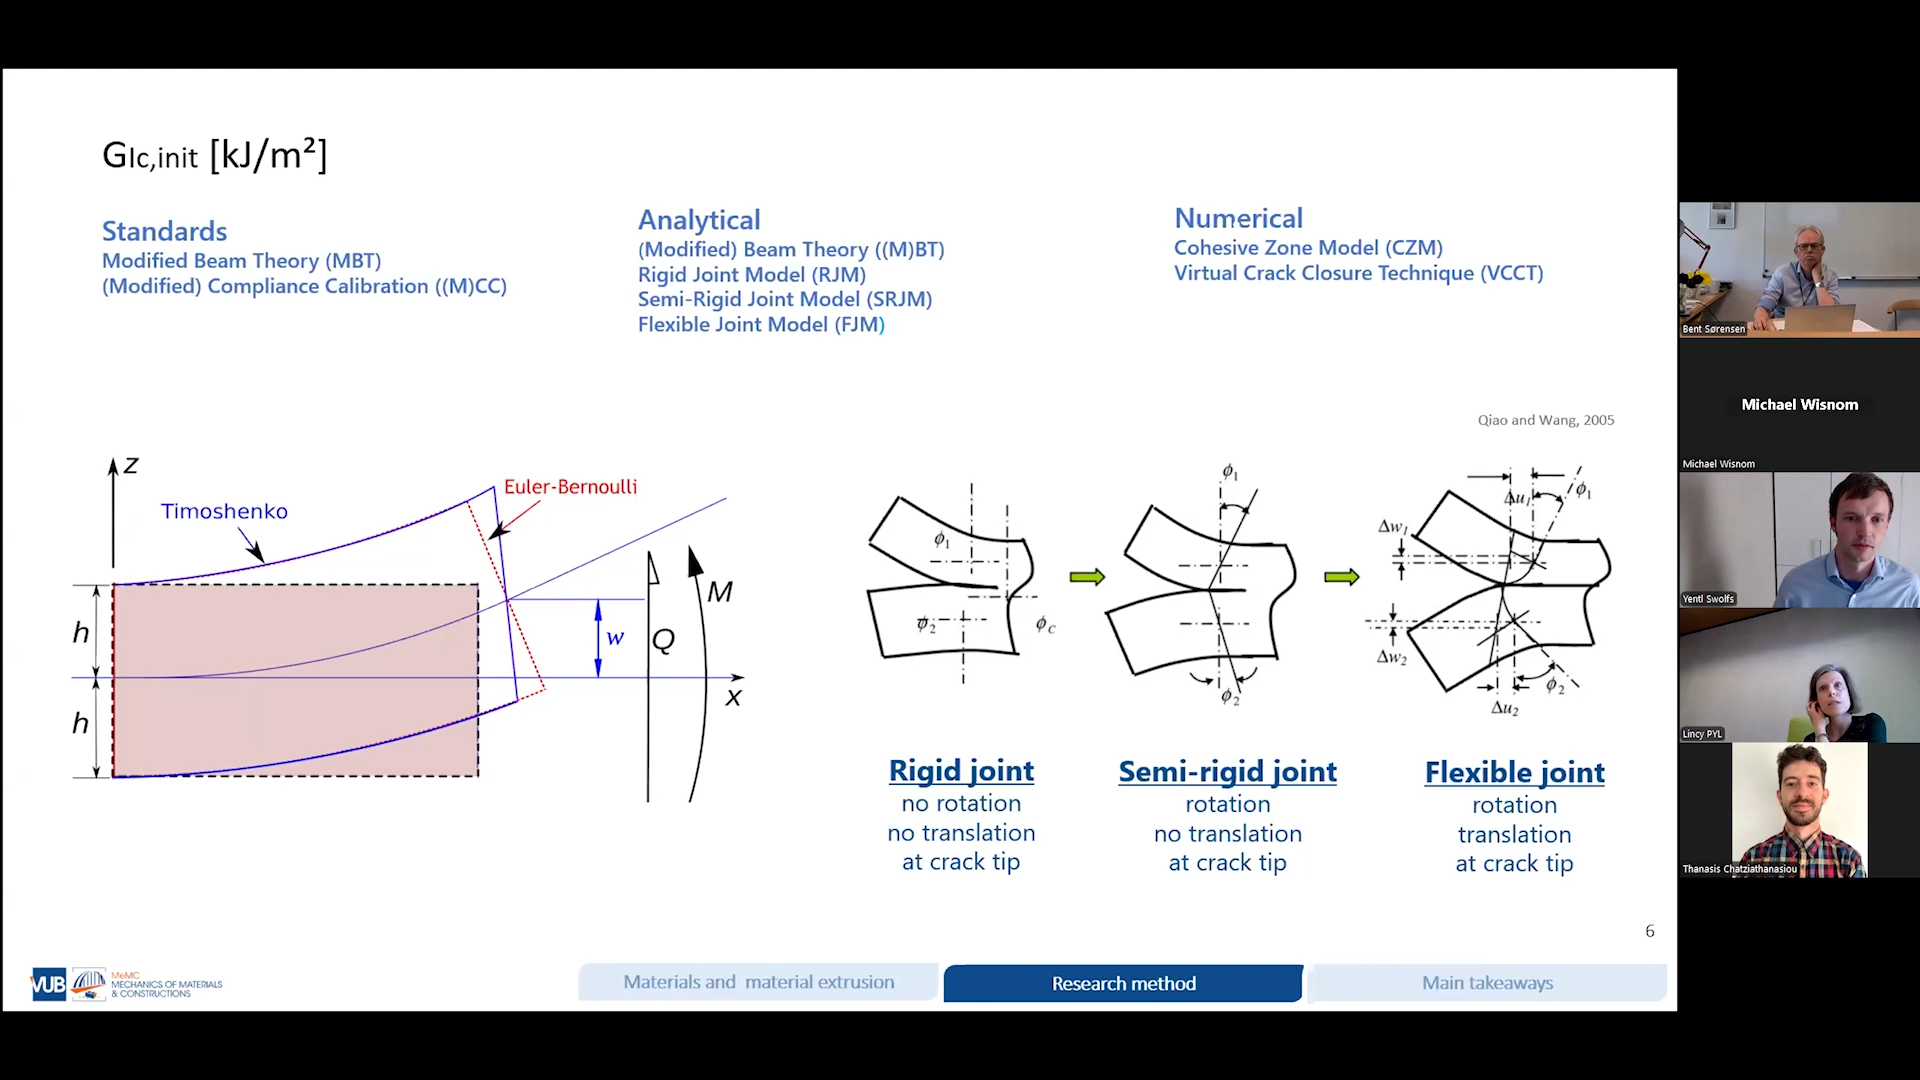 GIc,init [kJ/m²]
Standards
Modified Beam Theory (MBT)
(Modified) Compliance Calibration ((M)CC)
Analytical
(Modified) Beam Theory ((M)BT)
Rigid Joint Model (RJM)
Semi-Rigid Joint Model (SRJM)
Flexible Joint Model (FJM)
Numerical
Cohesive Zone Model (CZM)
Virtual Crack Closure Technique (VCCT)
Qiao and Wang, 2005
z
Timoshenko
Euler-Bernoulli
h
h
w
Q
M
x
ϕ1
ϕ2
ϕC
ϕ1
ϕ2
Δu1
ϕ1
Δw1
Δw2
ϕ2
Δu2
Rigid joint
no rotation
no translation
at crack tip
Semi-rigid joint
rotation
no translation
at crack tip
Flexible joint
rotation
translation
at crack tip
6
VUB
MeMC
MECHANICS OF MATERIALS
& CONSTRUCTIONS
Materials and material extrusion
Research method
Main takeaways
Bent Sørensen
Michael Wisnom
Michael Wisnom
Yentl Swolfs
Lincy PYL
Thanasis Chatziathanasiou